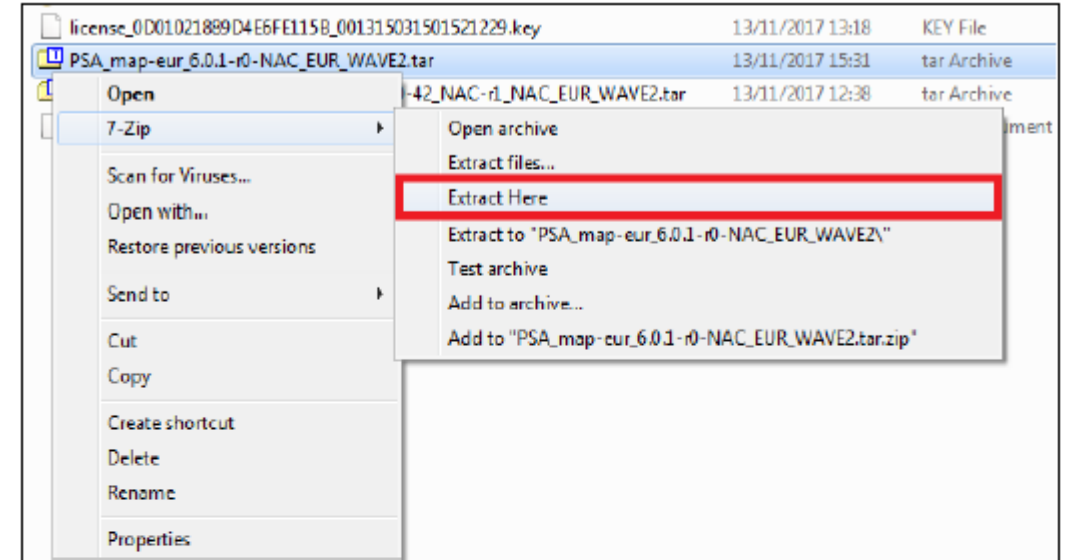 license_0D01021889D4E6FE115B_001315031501521229.key 13/11/2017 13:18 KEY File
PSA_map-eur_6.0.1-r0-NAC_EUR_WAVE2.tar 13/11/2017 15:31 tar Archive
-42_NAC-r1_NAC_EUR_WAVE2.tar 13/11/2017 12:38 tar Archive
ment
Open
7-Zip
Scan for Viruses...
Open with...
Restore previous versions
Send to
Cut
Copy
Create shortcut
Delete
Rename
Properties
Open archive
Extract files...
Extract Here
Extract to "PSA_map-eur_6.0.1-r0-NAC_EUR_WAVE2\"
Test archive
Add to archive...
Add to "PSA_map-eur_6.0.1-r0-NAC_EUR_WAVE2.tar.zip"